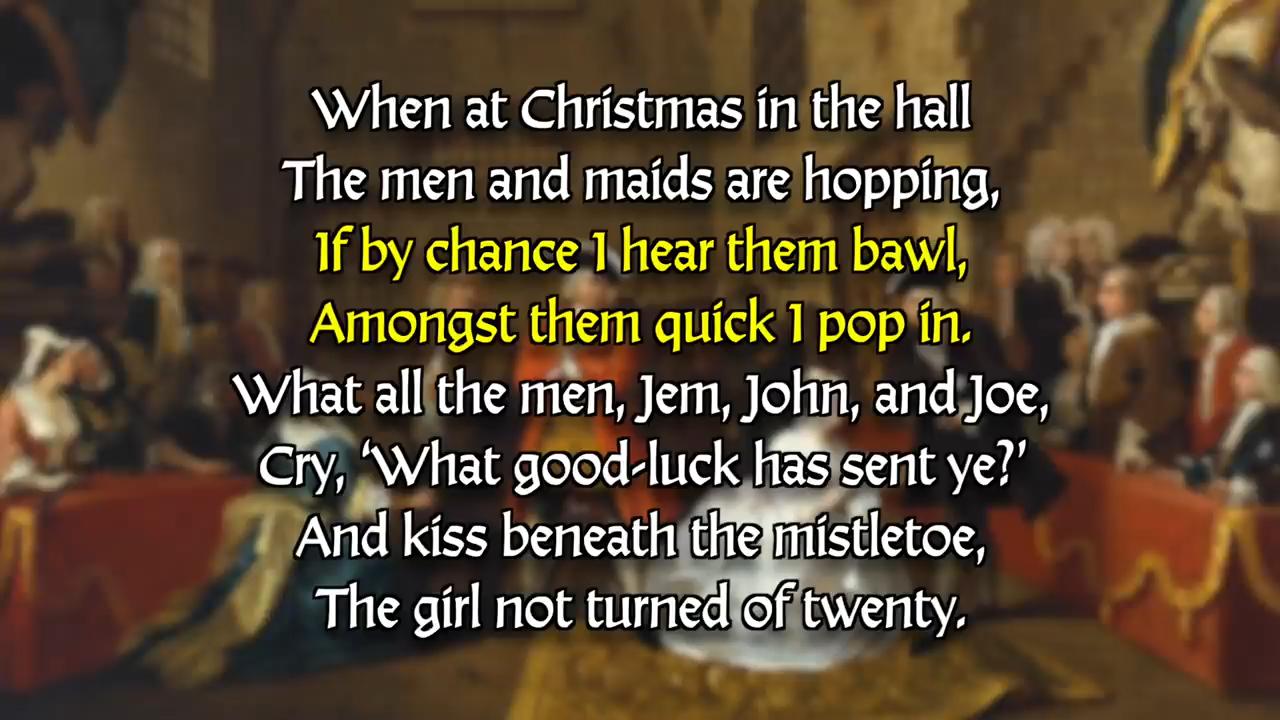 When at Christmas in the hall
The men and maids are hopping,
If by chance I hear them bawl,
Amongst them quick I pop in.
What all the men, Jem, John, and Joe,
Cry, ‘What good-luck has sent ye?’
And kiss beneath the mistletoe,
The girl not turned of twenty.